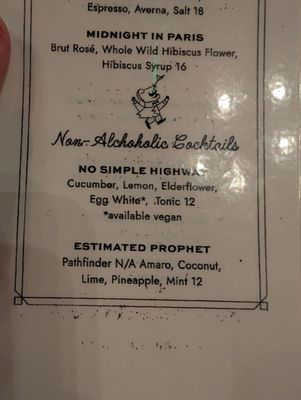 Espresso, Averna, Salt 18
MIDNIGHT IN PARIS
Brut Rosé, Whole Wild Hibiscus Flower,
Hibiscus Syrup 16
Non-Alchoholic Cocktails
NO SIMPLE HIGHWAY
Cucumber, Lemon, Elderflower,
Egg White*, Tonic 12
*available vegan
ESTIMATED PROPHET
Pathfinder N/A Amaro, Coconut,
Lime, Pineapple, Mint 12